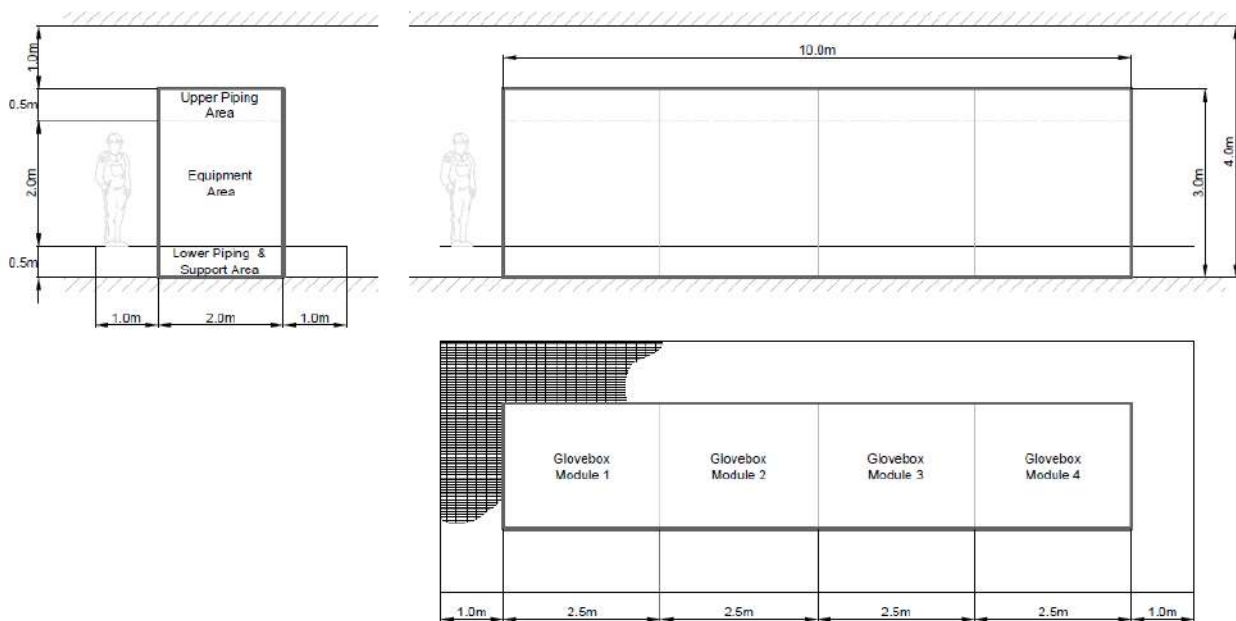 1.0m
0.5m
2.0m
0.5m
Upper Piping
Area
Equipment
Area
Lower Piping &
Support Area
1.0m
2.0m
1.0m
10.0m
3.0m
4.0m
Glovebox
Module 1
Glovebox
Module 2
Glovebox
Module 3
Glovebox
Module 4
1.0m
2.5m
2.5m
2.5m
2.5m
1.0m